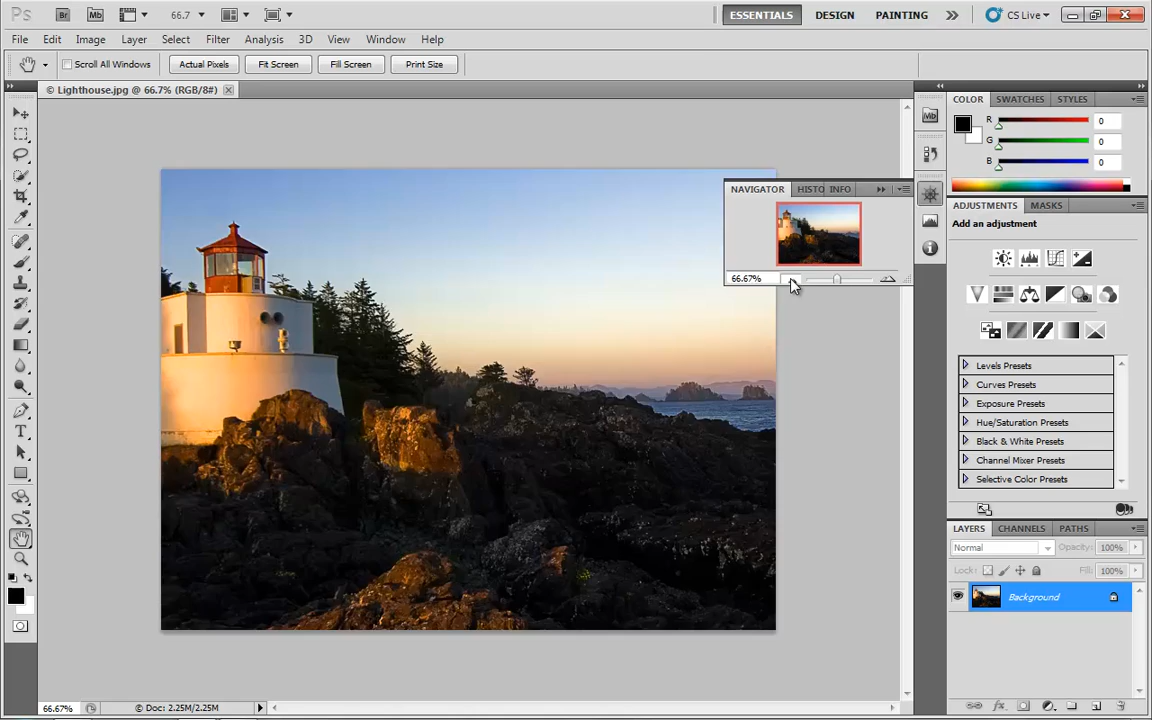 Ps Br Mb 66.7 ESSENTIALS DESIGN PAINTING CS Live
File Edit Image Layer Select Filter Analysis 3D View Window Help
Scroll All Windows Actual Pixels Fit Screen Fill Screen Print Size
© Lighthouse.jpg @ 66.7% (RGB/8#)
COLOR SWATCHES STYLES
Mb
R 0
G 0
B 0
NAVIGATOR HISTO INFO
66.67%
ADJUSTMENTS MASKS
Add an adjustment
Levels Presets
Curves Presets
Exposure Presets
Hue/Saturation Presets
Black & White Presets
Channel Mixer Presets
Selective Color Presets
LAYERS CHANNELS PATHS
Normal Opacity: 100%
Lock: Fill: 100%
Background
T
fx
66.67% © Doc: 2.25M/2.25M